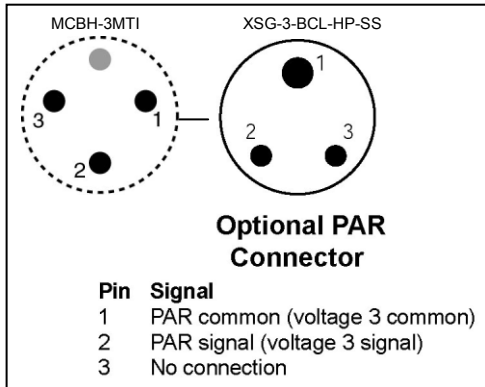 MCBH-3MTI XSG-3-BCL-HP-SS
1
3 1 2 3
2
Optional PAR
Connector
Pin Signal
1 PAR common (voltage 3 common)
2 PAR signal (voltage 3 signal)
3 No connection